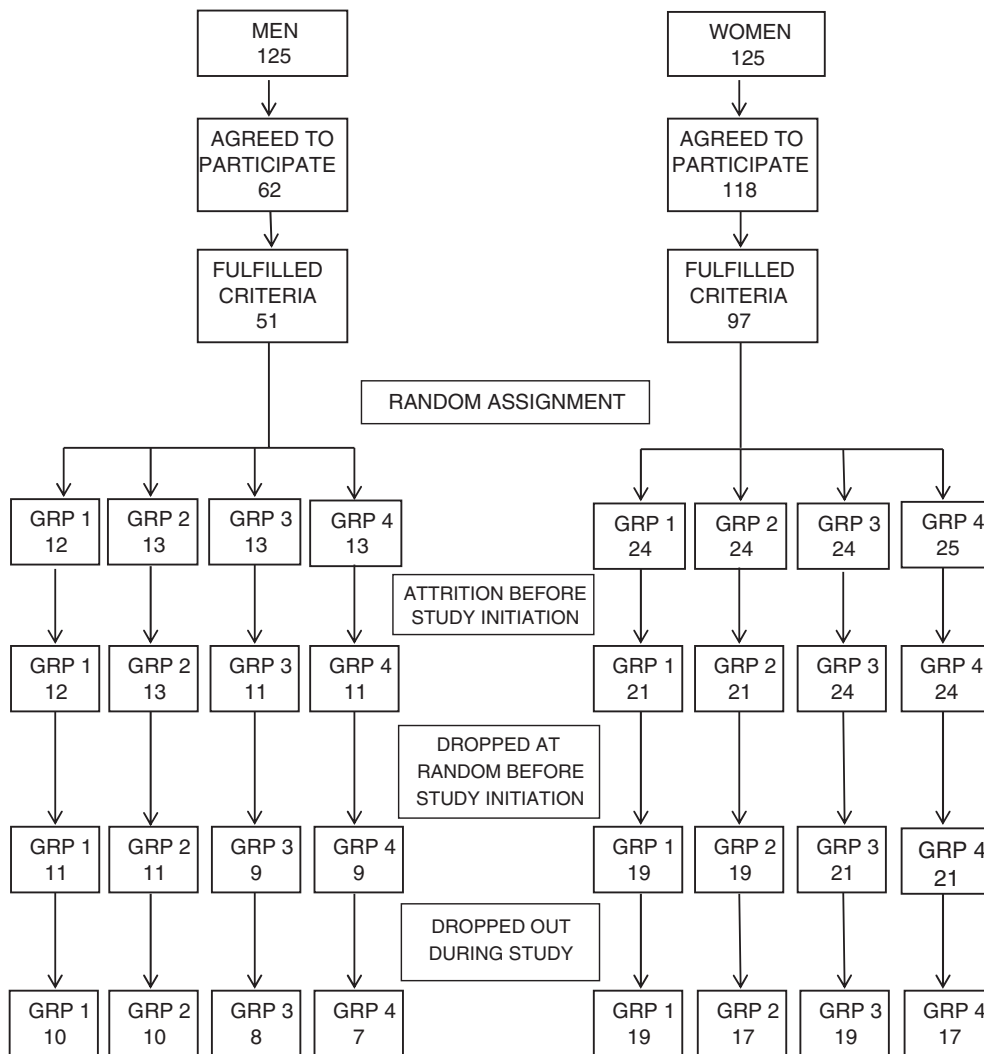 MEN
125
WOMEN
125
AGREED TO
PARTICIPATE
62
AGREED TO
PARTICIPATE
118
FULFILLED
CRITERIA
51
FULFILLED
CRITERIA
97
RANDOM ASSIGNMENT
GRP 1
12
GRP 2
13
GRP 3
13
GRP 4
13
GRP 1
24
GRP 2
24
GRP 3
24
GRP 4
25
ATTRITION BEFORE
STUDY INITIATION
GRP 1
12
GRP 2
13
GRP 3
11
GRP 4
11
GRP 1
21
GRP 2
21
GRP 3
24
GRP 4
24
DROPPED AT
RANDOM BEFORE
STUDY INITIATION
GRP 1
11
GRP 2
11
GRP 3
9
GRP 4
9
GRP 1
19
GRP 2
19
GRP 3
21
GRP 4
21
DROPPED OUT
DURING STUDY
GRP 1
10
GRP 2
10
GRP 3
8
GRP 4
7
GRP 1
19
GRP 2
17
GRP 3
19
GRP 4
17